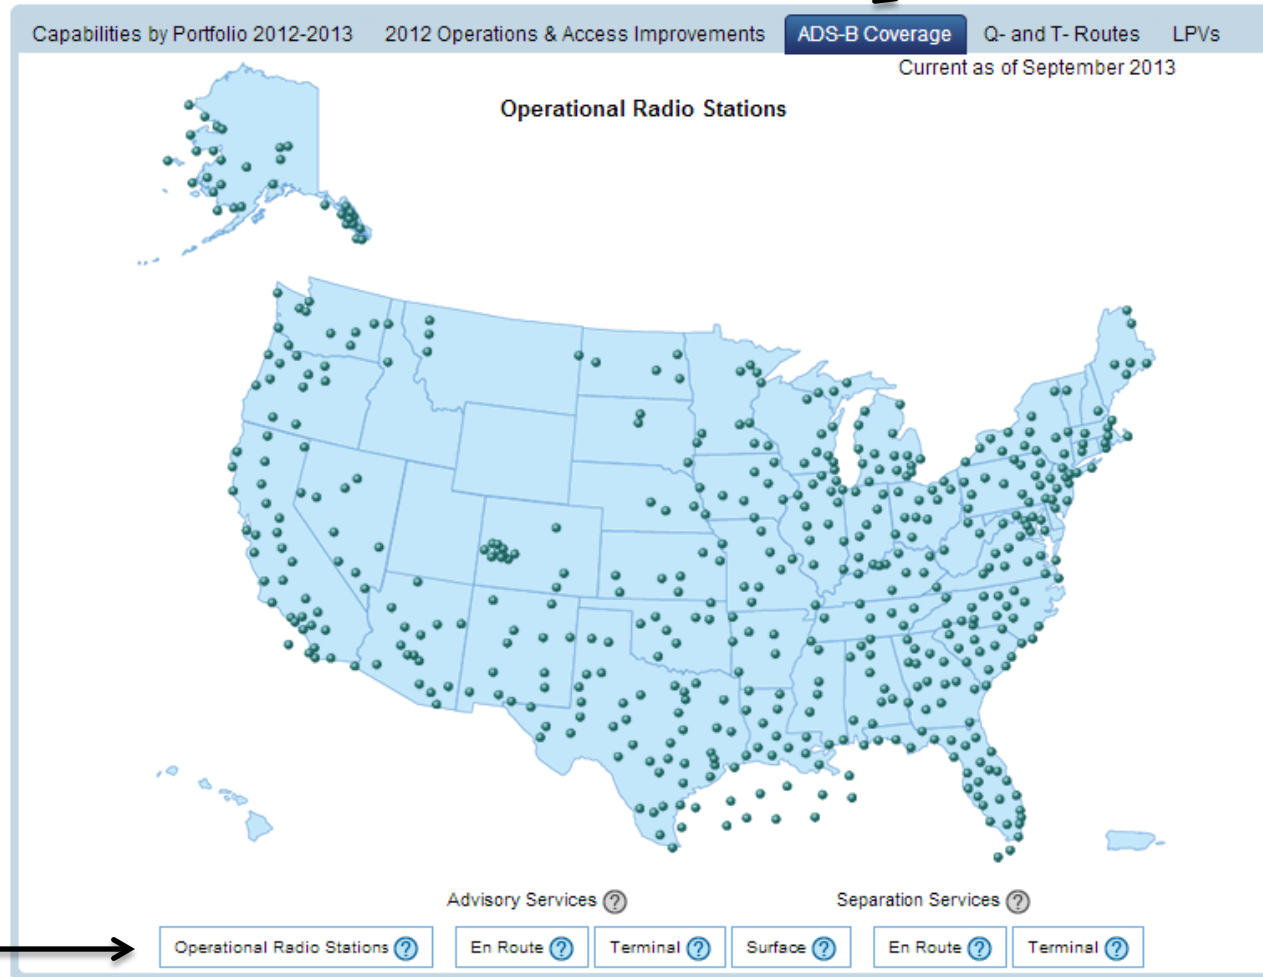 Capabilities by Portfolio 2012-2013 2012 Operations & Access Improvements ADS-B Coverage Q- and T- Routes LPVs
Current as of September 2013
Operational Radio Stations
Advisory Services ? Separation Services ?
Operational Radio Stations ? En Route ? Terminal ? Surface ? En Route ? Terminal ?